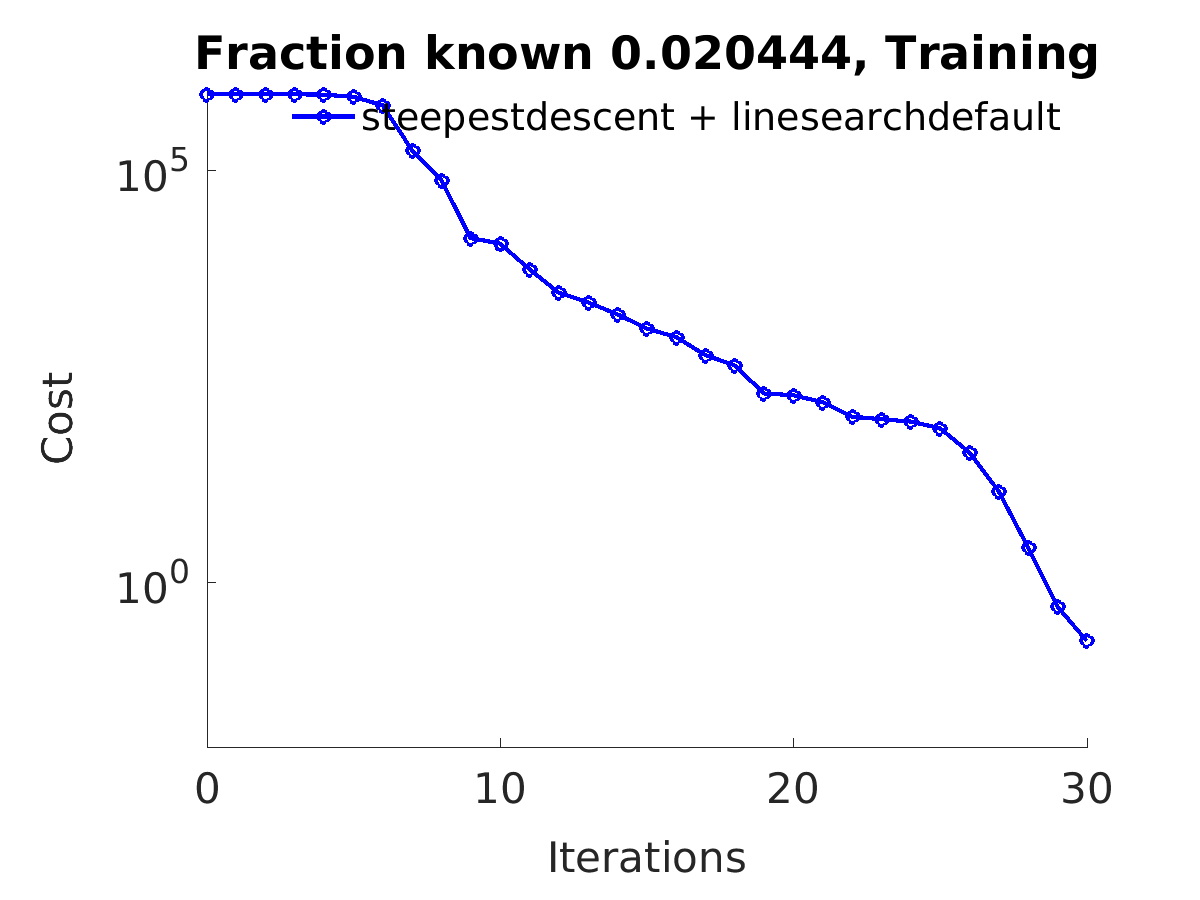 Fraction known 0.020444, Training
steepestdescent + linesearchdefault
10^5
Cost
10^0
0 10 20 30
Iterations